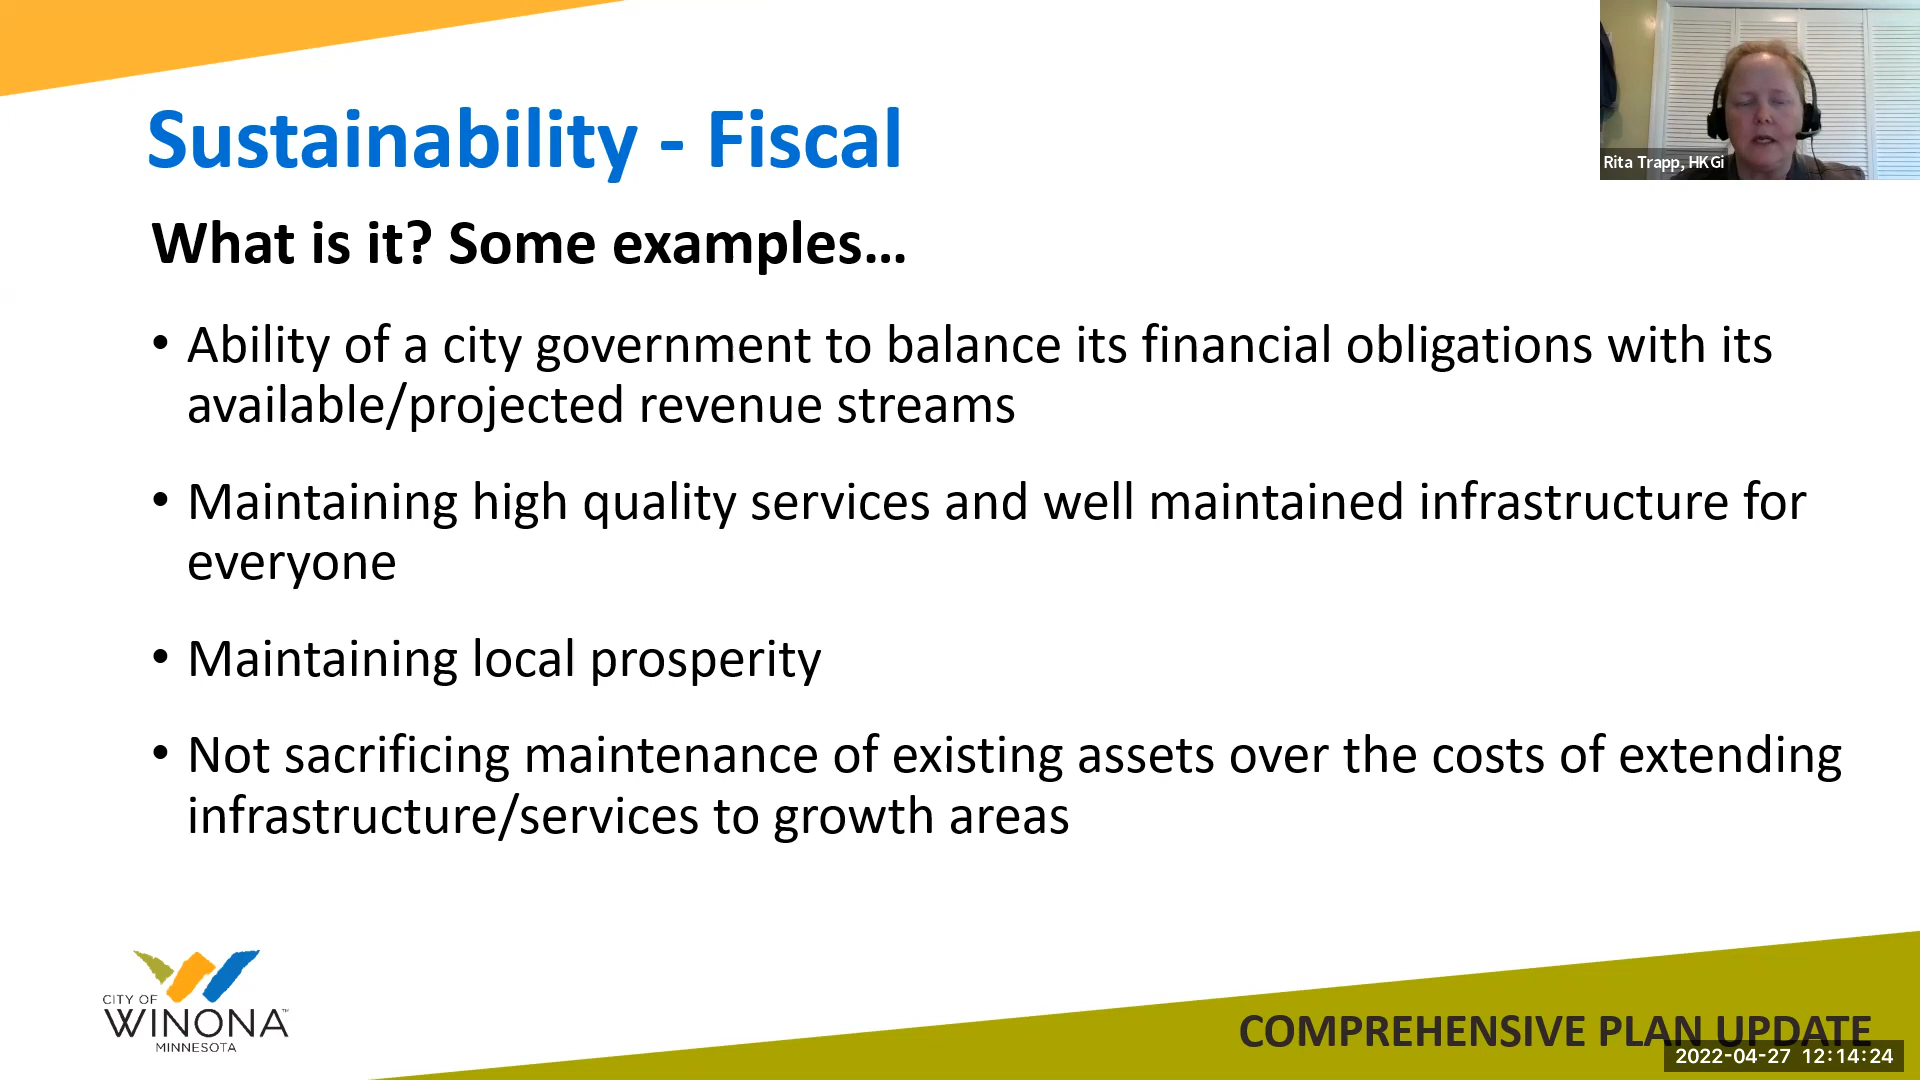 Sustainability - Fiscal
Rita Trapp, HKGi
What is it? Some examples...
• Ability of a city government to balance its financial obligations with its
available/projected revenue streams
• Maintaining high quality services and well maintained infrastructure for
everyone
• Maintaining local prosperity
• Not sacrificing maintenance of existing assets over the costs of extending
infrastructure/services to growth areas
CITY OF
WINONA™
MINNESOTA
COMPREHENSIVE PLAN UPDATE
2022-04-27 12:14:24